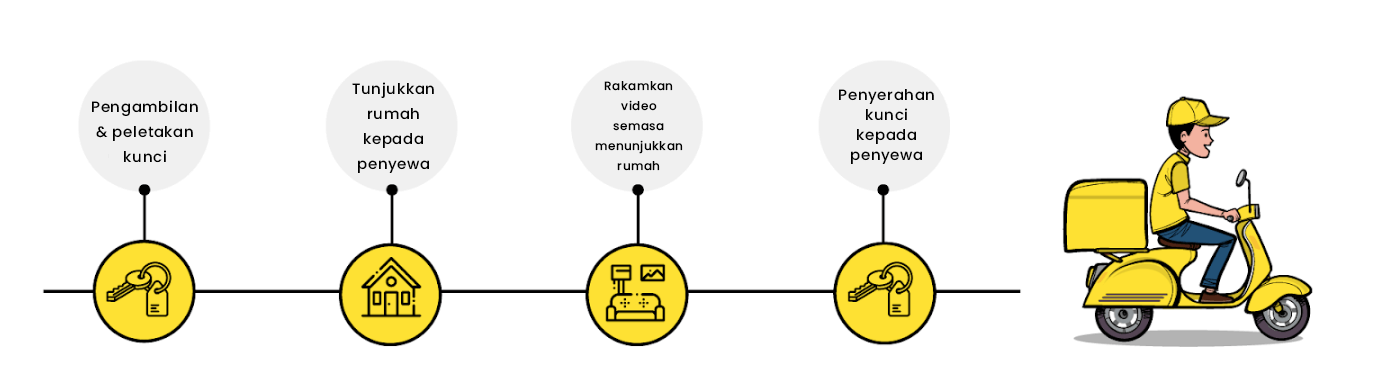 Pengambilan
& peletakan
kunci
Tunjukkan
rumah
kepada
penyewa
Rakamkan
video
semasa
menunjukkan
rumah
Penyerahan
kunci
kepada
penyewa